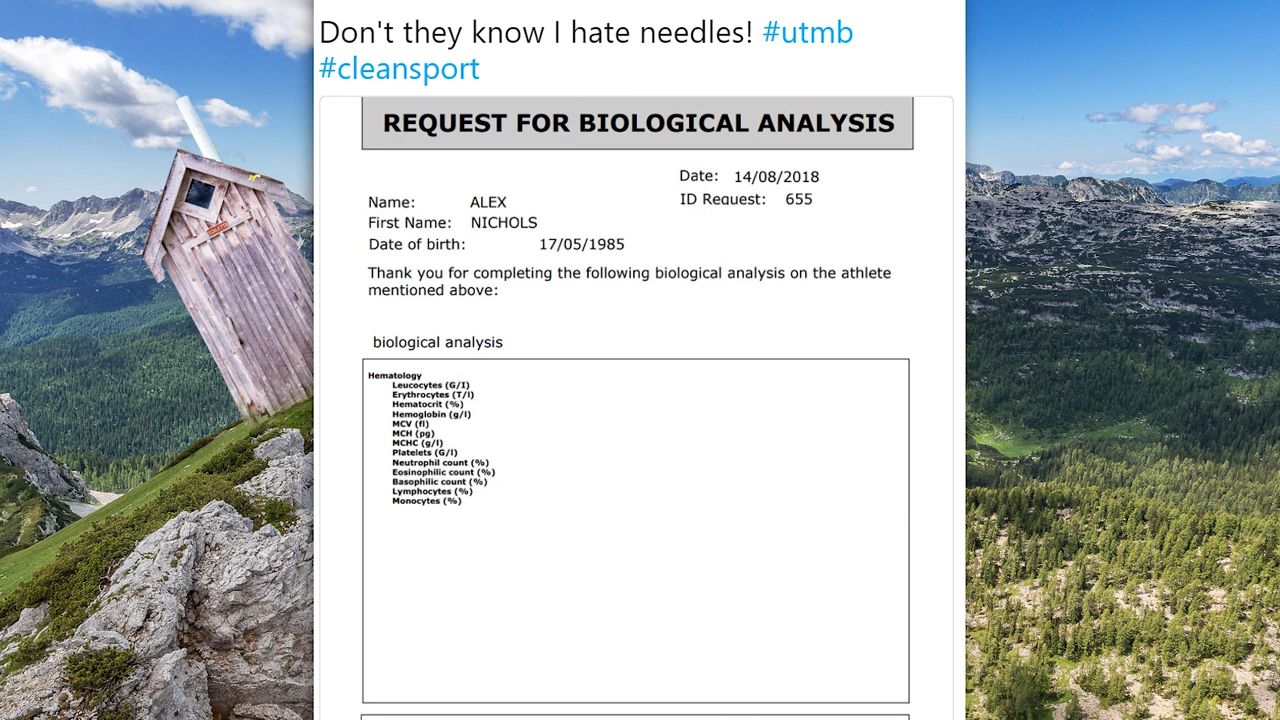 Don't they know I hate needles! #utmb
#cleansport
REQUEST FOR BIOLOGICAL ANALYSIS
Date: 14/08/2018
ID Request: 655
Name: ALEX
First Name: NICHOLS
Date of birth: 17/05/1985
Thank you for completing the following biological analysis on the athlete
mentioned above:
biological analysis
Hematology
Leucocytes (G/I)
Erythrocytes (T/l)
Hematocrit (%)
Hemoglobin (g/l)
MCV (fl)
MCH (pg)
MCHC (g/l)
Platelets (G/l)
Neutrophil count (%)
Eosinophilic count (%)
Basophilic count (%)
Lymphocytes (%)
Monocytes (%)